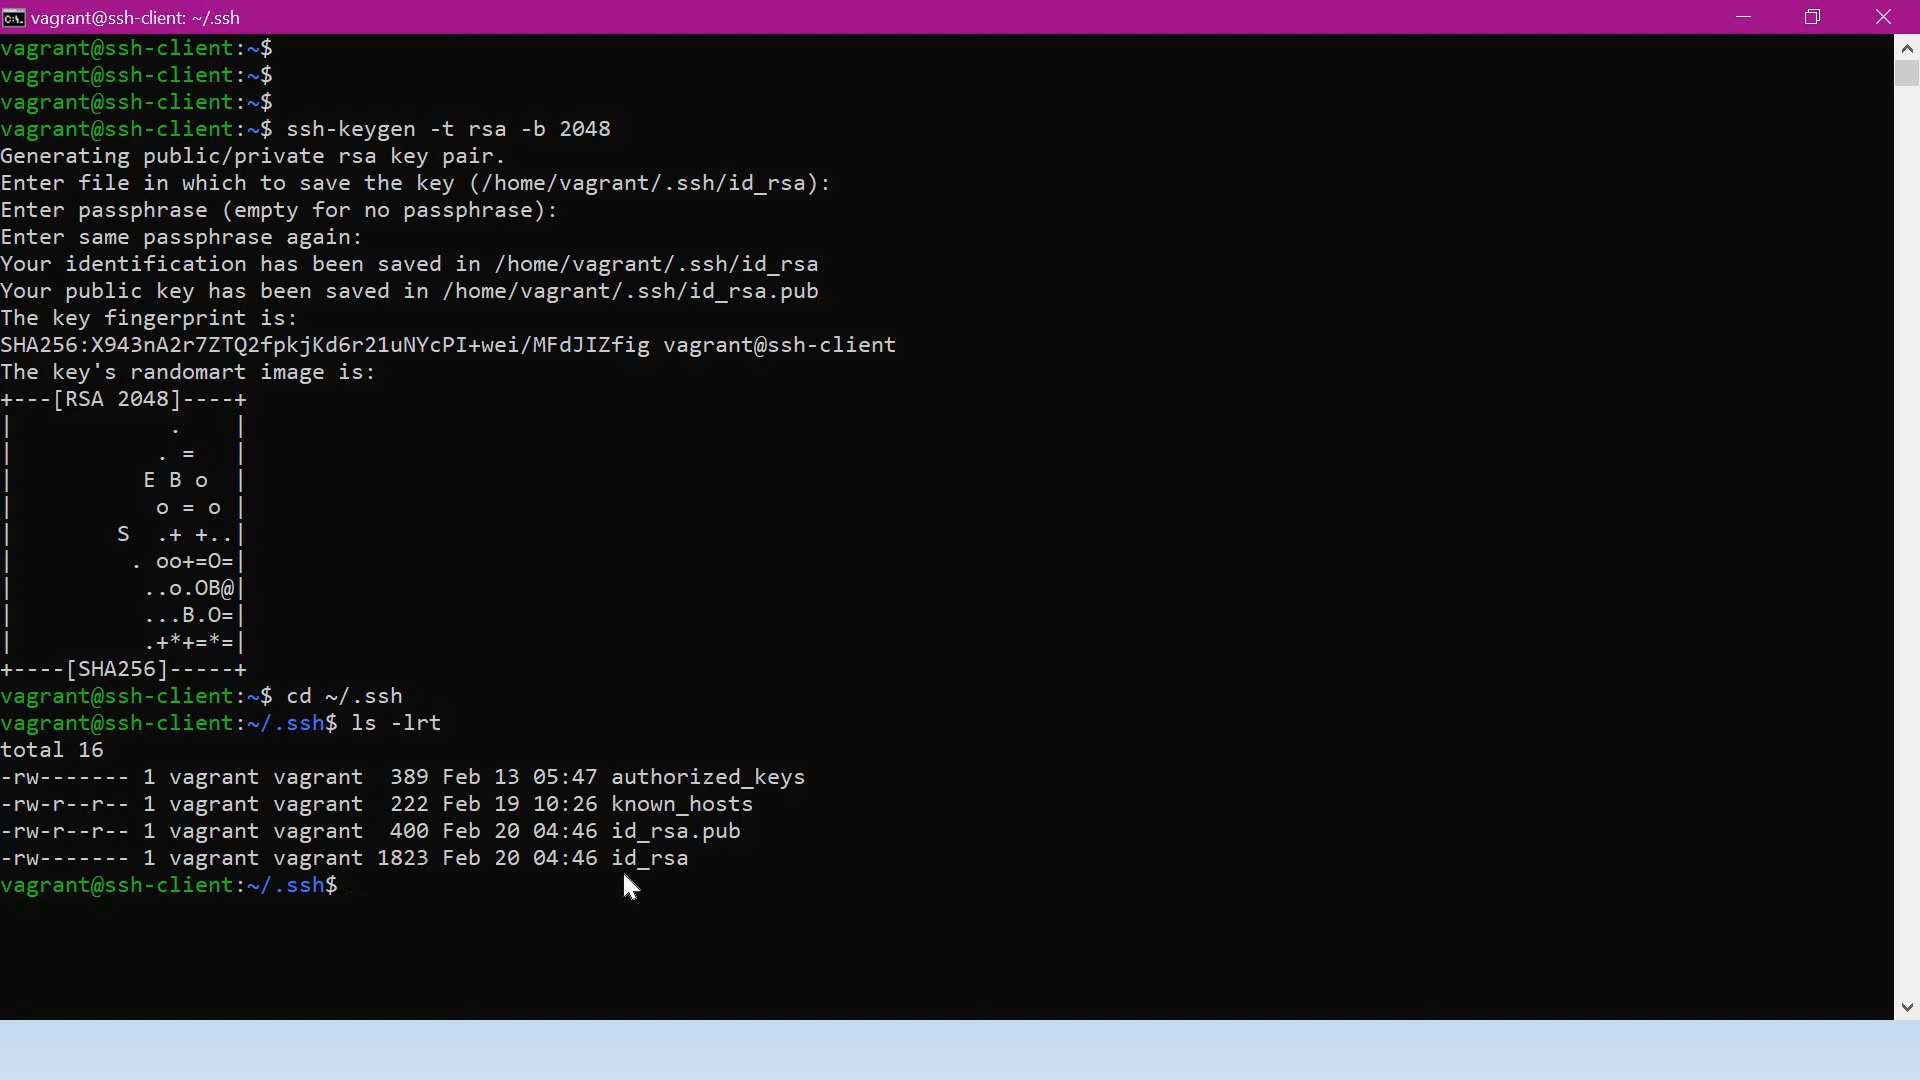 vagrant@ssh-client: ~/.ssh
vagrant@ssh-client:~$
vagrant@ssh-client:~$
vagrant@ssh-client:~$
vagrant@ssh-client:~$ ssh-keygen -t rsa -b 2048
Generating public/private rsa key pair.
Enter file in which to save the key (/home/vagrant/.ssh/id_rsa):
Enter passphrase (empty for no passphrase):
Enter same passphrase again:
Your identification has been saved in /home/vagrant/.ssh/id_rsa
Your public key has been saved in /home/vagrant/.ssh/id_rsa.pub
The key fingerprint is:
SHA256:X943nA2r7ZTQ2fpkjKd6r21uNYcPI+wei/MFdJIZfig vagrant@ssh-client
The key's randomart image is:
+---[RSA 2048]----+
|             .    |
|            . =   |
|           E B o  |
|            o = o |
|         S  .+ +..|
|          . oo+=O=|
|           ..o.OB@|
|           ...B.O=|
|           .+*+=*=|
+----[SHA256]-----+
vagrant@ssh-client:~$ cd ~/.ssh
vagrant@ssh-client:~/.ssh$ ls -lrt
total 16
-rw------- 1 vagrant vagrant  389 Feb 13 05:47 authorized_keys
-rw-r--r-- 1 vagrant vagrant  222 Feb 19 10:26 known_hosts
-rw-r--r-- 1 vagrant vagrant  400 Feb 20 04:46 id_rsa.pub
-rw------- 1 vagrant vagrant 1823 Feb 20 04:46 id_rsa
vagrant@ssh-client:~/.ssh$